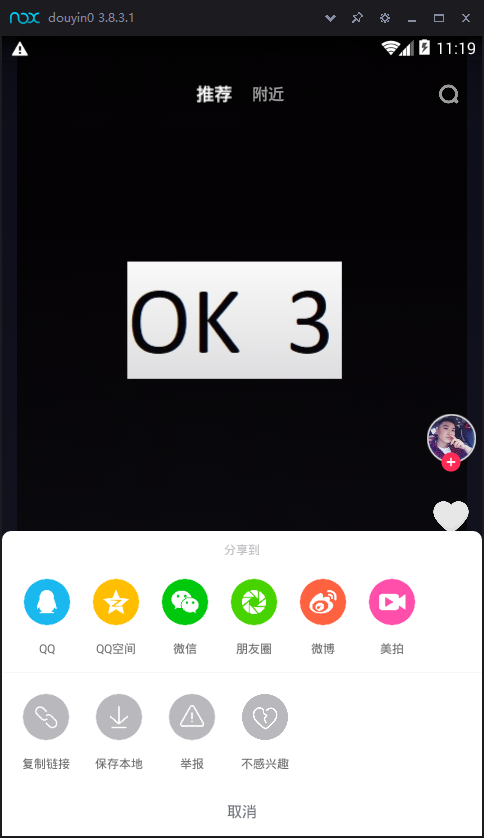 nox douyin0 3.8.3.1
11:19
推荐 附近
OK 3
分享到
QQ QQ空间 微信 朋友圈 微博 美拍
复制链接 保存本地 举报 不感兴趣
取消